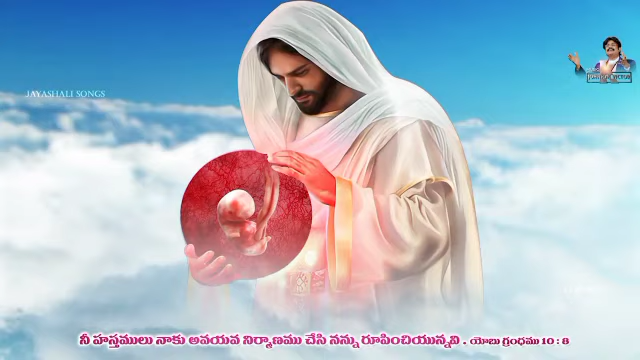 JAYASHALI SONGS
నీ హస్తములు నాకు అవయవ నిర్మాణము చేసి నన్ను రూపించియున్నవి . యోబు గ్రంథము 10 : 8